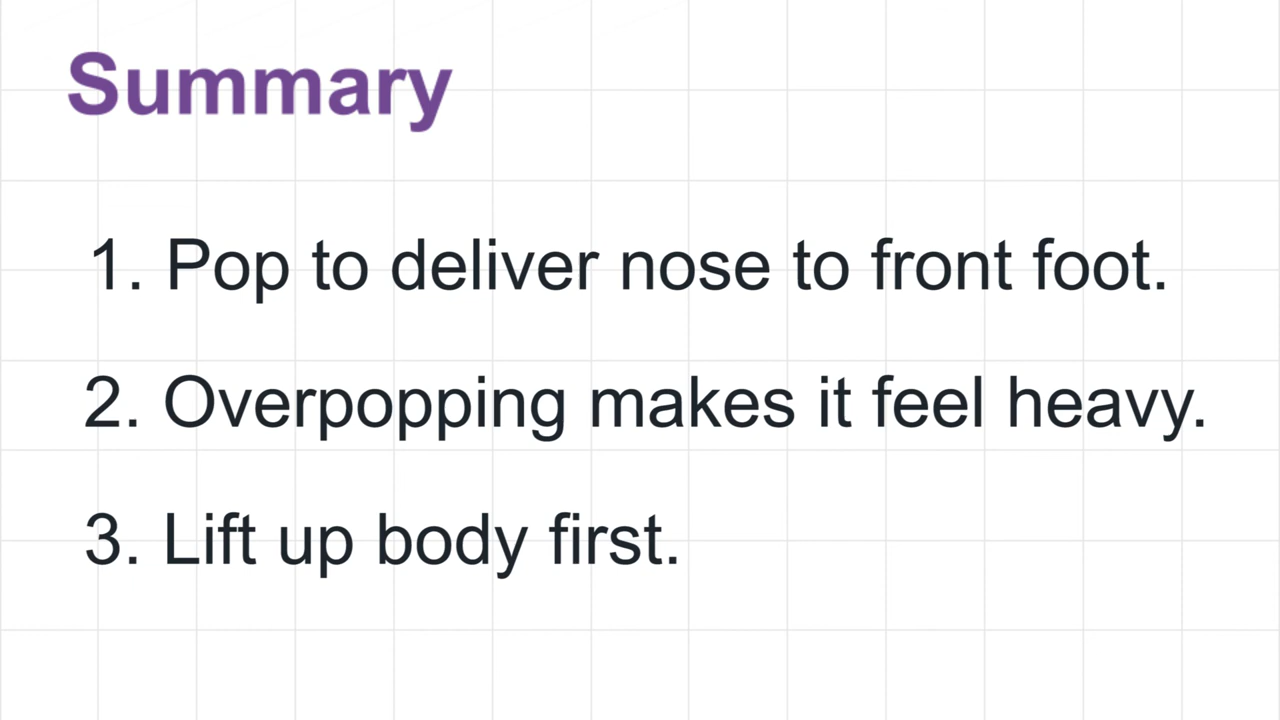 Summary
1. Pop to deliver nose to front foot.
2. Overpopping makes it feel heavy.
3. Lift up body first.